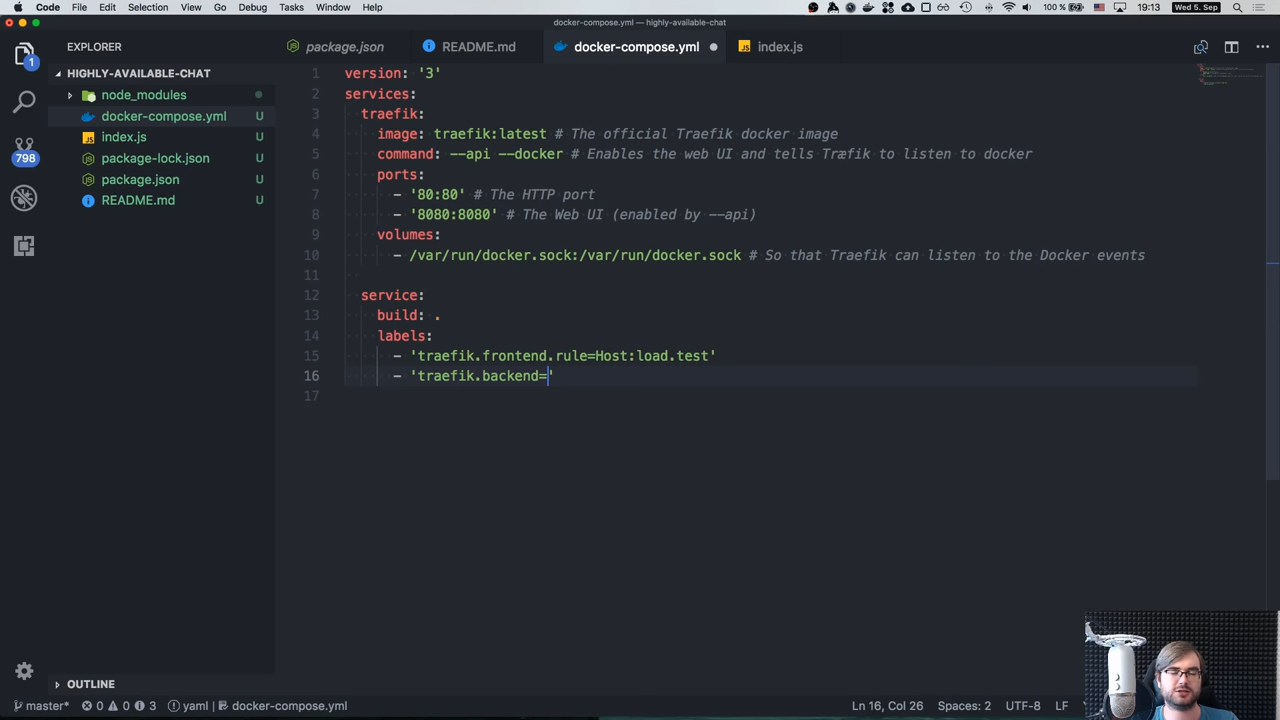 Code File Edit Selection View Go Debug Tasks Window Help 100 % 19:13 Wed 5. Sep
docker-compose.yml — highly-available-chat
EXPLORER package.json README.md docker-compose.yml index.js
HIGHLY-AVAILABLE-CHAT
node_modules
docker-compose.yml U
index.js U
package-lock.json U
package.json U
README.md U
1
798
1 version: '3'
2 services:
3 traefik:
4 image: traefik:latest # The official Traefik docker image
5 command: --api --docker # Enables the web UI and tells Træfik to listen to docker
6 ports:
7 - '80:80' # The HTTP port
8 - '8080:8080' # The Web UI (enabled by --api)
9 volumes:
10 - /var/run/docker.sock:/var/run/docker.sock # So that Traefik can listen to the Docker events
11
12 service:
13 build: .
14 labels:
15 - 'traefik.frontend.rule=Host:load.test'
16 - 'traefik.backend='
17
OUTLINE
master* 0 0 3 yaml docker-compose.yml Ln 16, Col 26 Spaces: 2 UTF-8 LF